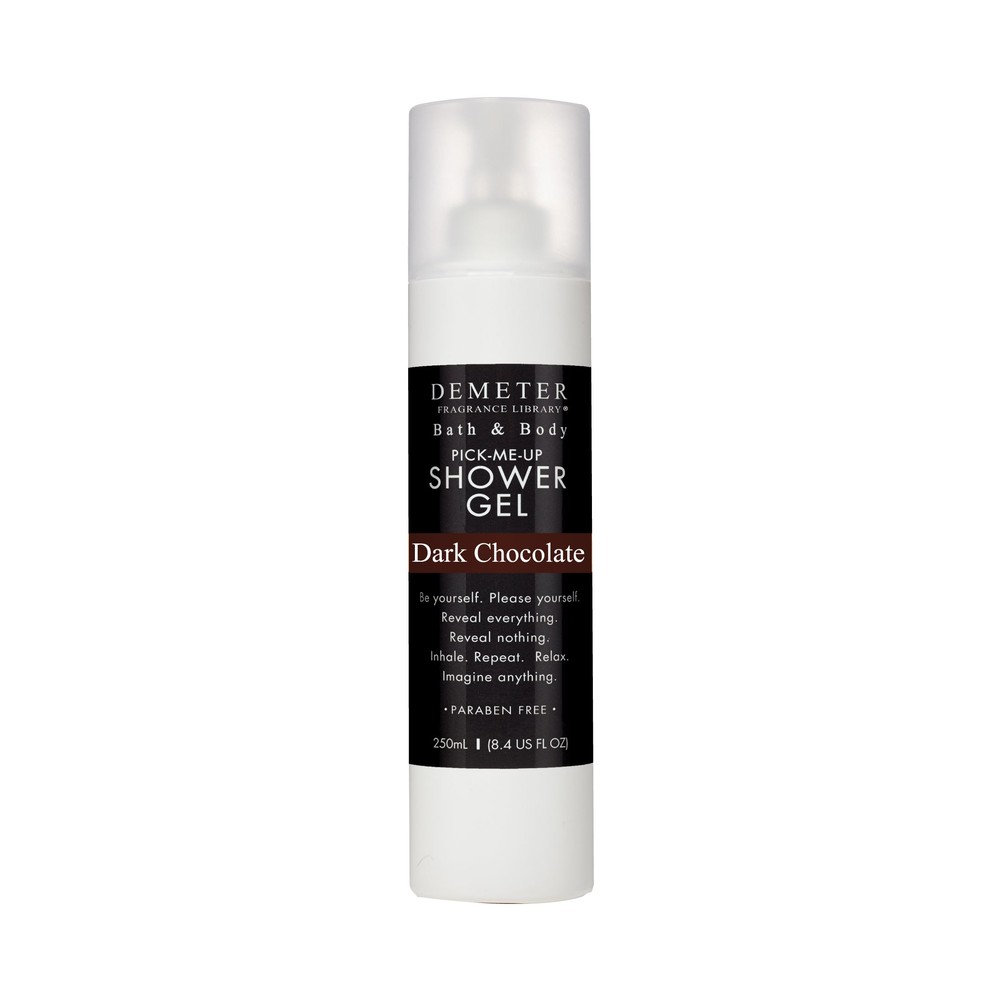 DEMETER
FRAGRANCE LIBRARY®
Bath & Body
PICK-ME-UP
SHOWER
GEL
Dark Chocolate
Be yourself. Please yourself.
Reveal everything.
Reveal nothing.
Inhale. Repeat. Relax.
Imagine anything.
• PARABEN FREE •
250mL | (8.4 US FL OZ)